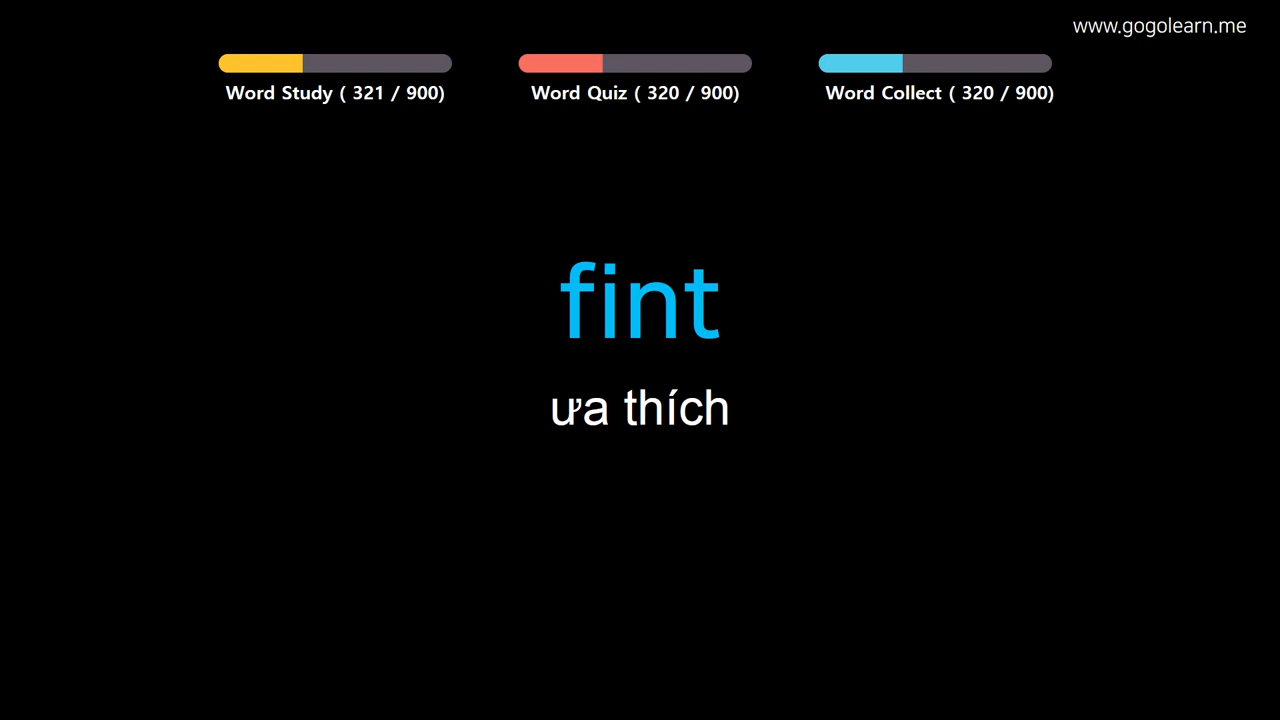 www.gogolearn.me
Word Study ( 321 / 900)
Word Quiz ( 320 / 900)
Word Collect ( 320 / 900)
fint
ưa thích